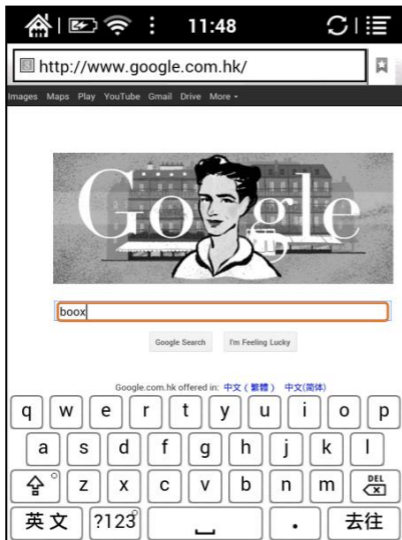 11:48
http://www.google.com.hk/
Images Maps Play YouTube Gmail Drive More
Google
boox
Google Search I'm Feeling Lucky
Google.com.hk offered in: 中文（繁體） 中文(简体)
q w e r t y u i o p
a s d f g h j k l
z x c v b n m DEL
英 文 ?123 . 去往